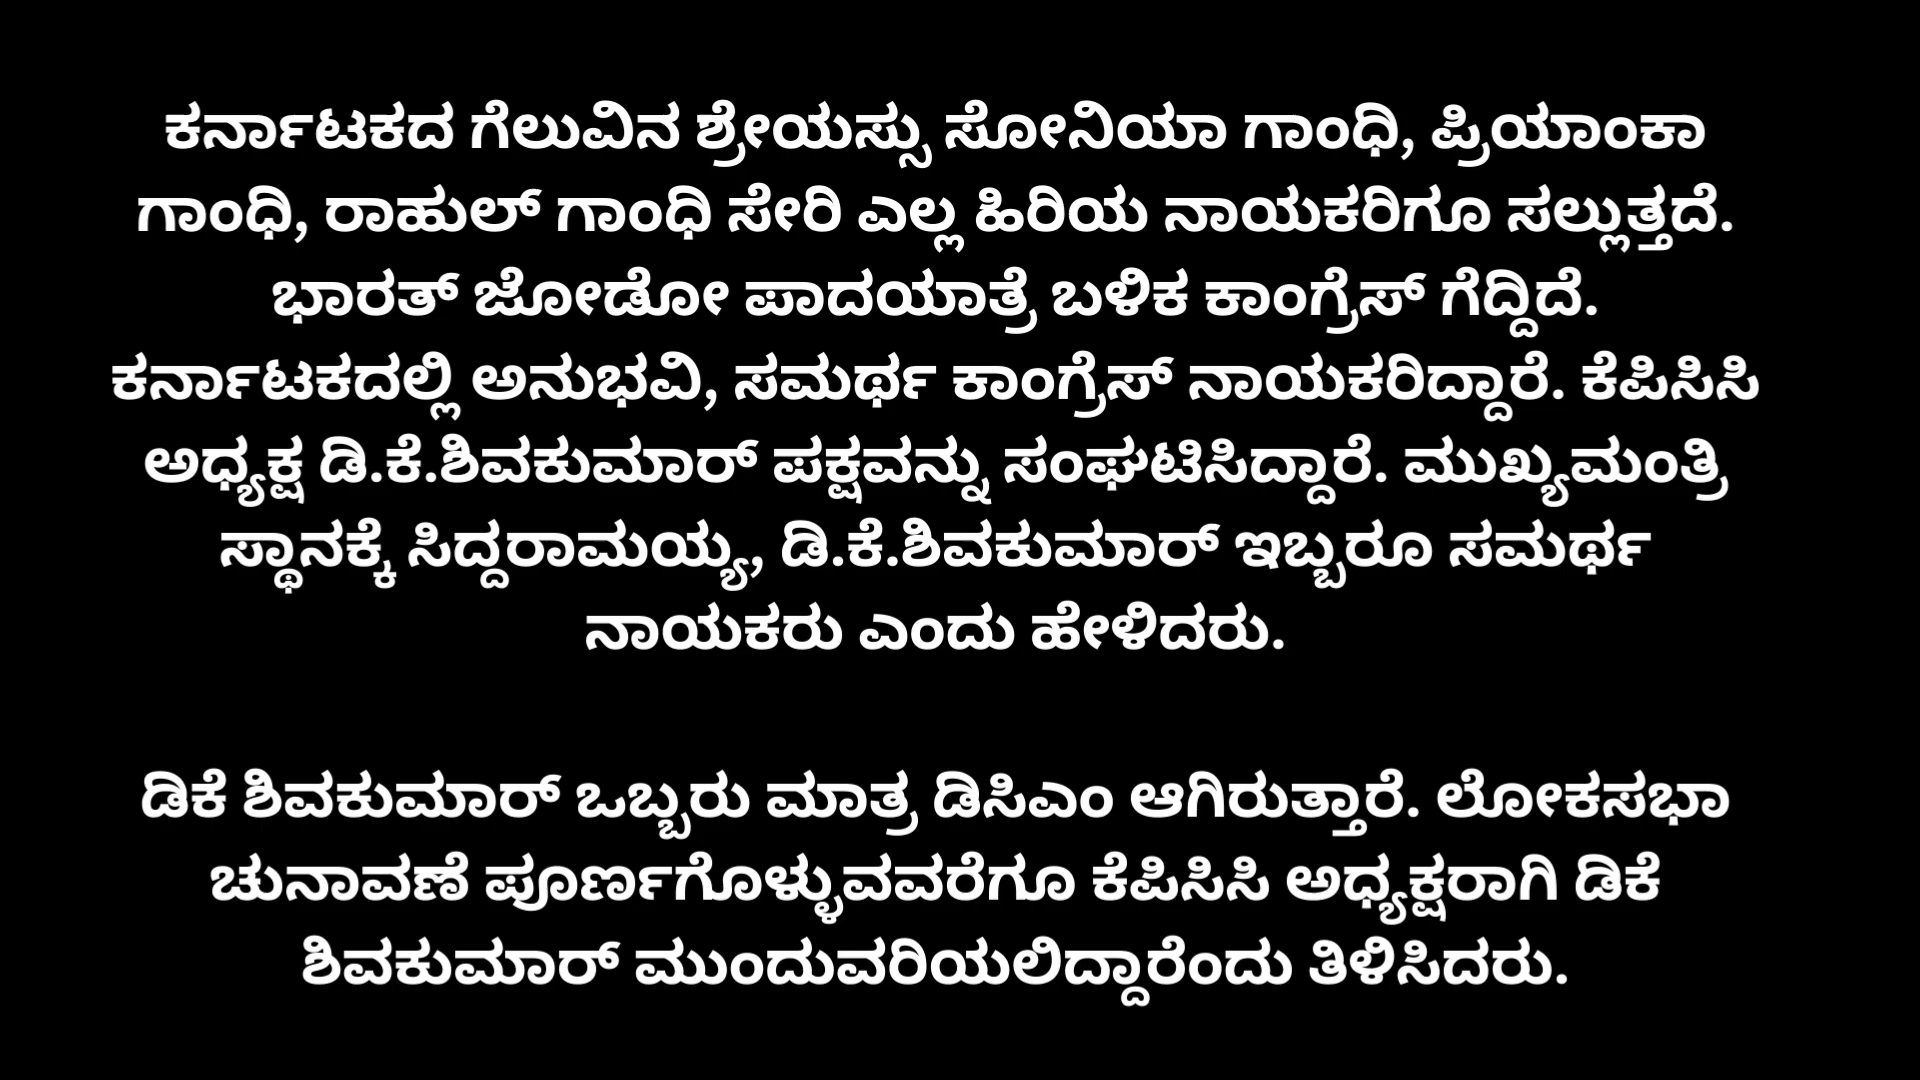 ಕರ್ನಾಟಕದ ಗೆಲುವಿನ ಶ್ರೇಯಸ್ಸು ಸೋನಿಯಾ ಗಾಂಧಿ, ಪ್ರಿಯಾಂಕಾ
ಗಾಂಧಿ, ರಾಹುಲ್ ಗಾಂಧಿ ಸೇರಿ ಎಲ್ಲ ಹಿರಿಯ ನಾಯಕರಿಗೂ ಸಲ್ಲುತ್ತದೆ.
ಭಾರತ್ ಜೋಡೋ ಪಾದಯಾತ್ರೆ ಬಳಿಕ ಕಾಂಗ್ರೆಸ್ ಗೆದ್ದಿದೆ.
ಕರ್ನಾಟಕದಲ್ಲಿ ಅನುಭವಿ, ಸಮರ್ಥ ಕಾಂಗ್ರೆಸ್ ನಾಯಕರಿದ್ದಾರೆ. ಕೆಪಿಸಿಸಿ
ಅಧ್ಯಕ್ಷ ಡಿ.ಕೆ.ಶಿವಕುಮಾರ್ ಪಕ್ಷವನ್ನು ಸಂಘಟಿಸಿದ್ದಾರೆ. ಮುಖ್ಯಮಂತ್ರಿ
ಸ್ಥಾನಕ್ಕೆ ಸಿದ್ದರಾಮಯ್ಯ, ಡಿ.ಕೆ.ಶಿವಕುಮಾರ್ ಇಬ್ಬರೂ ಸಮರ್ಥ
ನಾಯಕರು ಎಂದು ಹೇಳಿದರು.
ಡಿಕೆ ಶಿವಕುಮಾರ್ ಒಬ್ಬರು ಮಾತ್ರ ಡಿಸಿಎಂ ಆಗಿರುತ್ತಾರೆ. ಲೋಕಸಭಾ
ಚುನಾವಣೆ ಪೂರ್ಣಗೊಳ್ಳುವವರೆಗೂ ಕೆಪಿಸಿಸಿ ಅಧ್ಯಕ್ಷರಾಗಿ ಡಿಕೆ
ಶಿವಕುಮಾರ್ ಮುಂದುವರಿಯಲಿದ್ದಾರೆಂದು ತಿಳಿಸಿದರು.